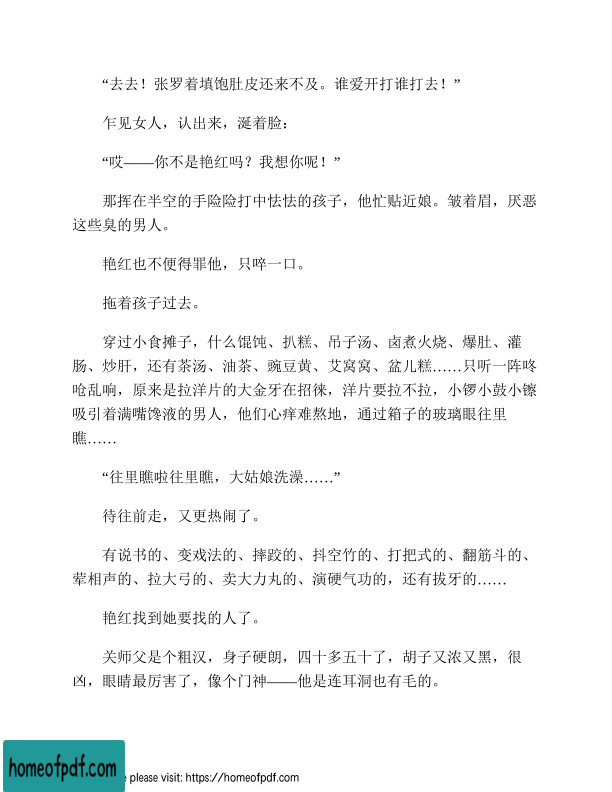 “去去！张罗着填饱肚皮还来不及。谁爱开打谁打去！”
乍见女人，认出来，涎着脸：
“哎——你不是艳红吗？我想你呢！”
那挥在半空的手险险打中怯怯的孩子，他忙贴近娘。皱着眉，厌恶
这些臭的男人。
艳红也不便得罪他，只啐一口。
拖着孩子过去。
穿过小食摊子，什么馄饨、扒糕、吊子汤、卤煮火烧、爆肚、灌
肠、炒肝，还有茶汤、油茶、豌豆黄、艾窝窝、盆儿糕……只听一阵咚
呛乱响，原来是拉洋片的大金牙在招徕，洋片要拉不拉，小锣小鼓小镲
吸引着满嘴馋液的男人，他们心痒难熬地，通过箱子的玻璃眼往里
瞧……
“往里瞧啦往里瞧，大姑娘洗澡……”
待往前走，又更热闹了。
有说书的、变戏法的、摔跤的、抖空竹的、打把式的、翻筋斗的、
荤相声的、拉大弓的、卖大力丸的、演硬气功的，还有拔牙的……
艳红找到她要找的人了。
关师父是个粗汉，身子硬朗，四十多五十了，胡子又浓又黑，很
凶，眼睛最厉害了，像个门神——他是连耳洞也有毛的。
homeofpdf.com
e please visit: https://homeofpdf.com